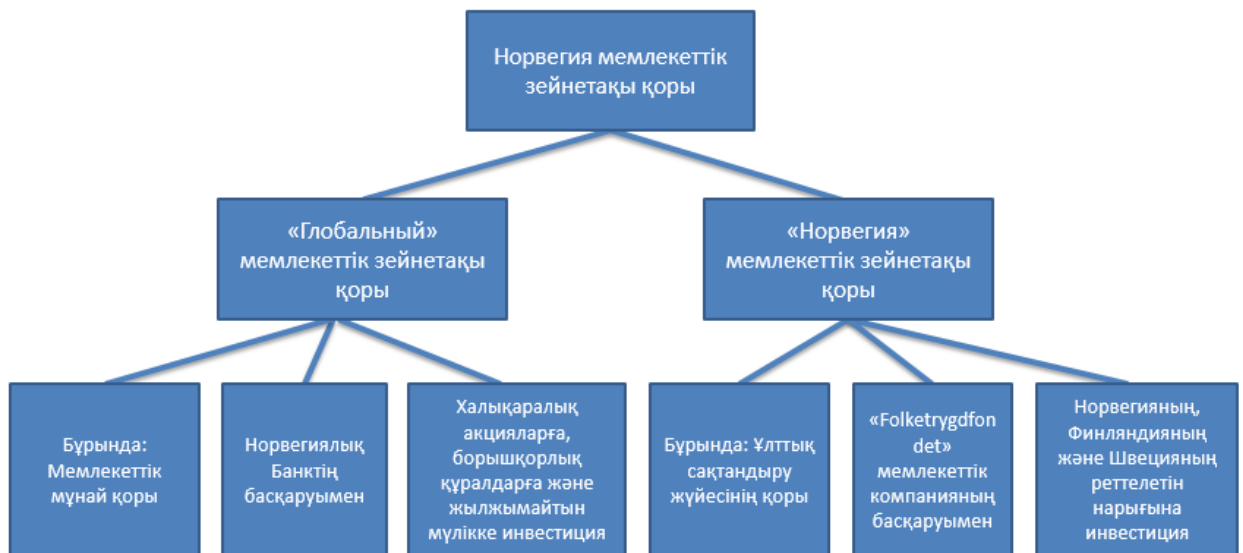 Норвегия мемлекеттік
зейнетақы қоры
«Глобальный»
мемлекеттік зейнетақы
қоры
«Норвегия»
мемлекеттік зейнетақы
қоры
Бұрында:
Мемлекеттік
мұнай қоры
Норвегиялық
Банктің
басқаруымен
Халықаралық
акцияларға,
борышқорлық
құралдарға және
жылжымайтын
мүлікке инвестиция
Бұрында: Ұлттық
сақтандыру
жүйесінің қоры
«Folketrygdfon
det»
мемлекеттік
компанияның
басқаруымен
Норвегияның,
Финляндияның
және Швецияның
реттелетін
нарығына
инвестиция